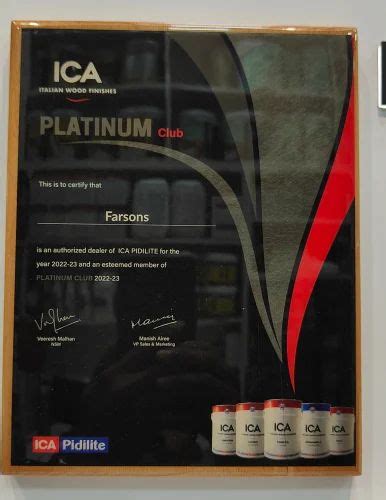 ICA
ITALIAN WOOD FINISHES
PLATINUM Club
This is to certify that
Farsons
is an authorized dealer of ICA PIDILITE for the
year 2022-23 and an esteemed member of
PLATINUM CLUB 2022-23
Veeresh Malhan
NSM
Manish Airee
VP Sales & Marketing
ICA Pidilite
ICA ICA ICA ICA ICA